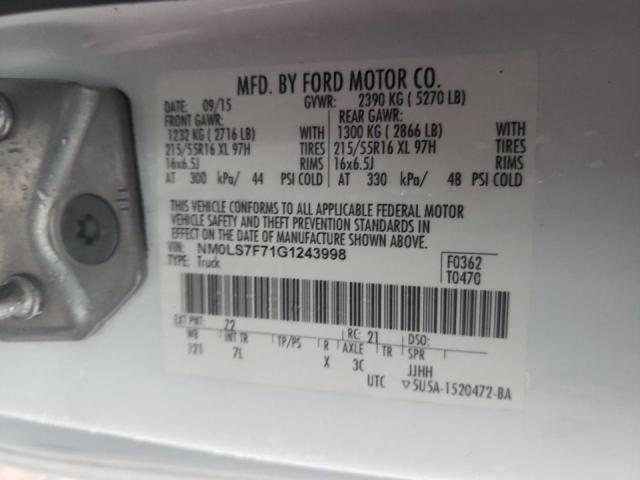 MFD. BY FORD MOTOR CO.
DATE: 09/15 GVWR: 2390 KG ( 5270 LB)
FRONT GAWR: REAR GAWR:
1232 KG ( 2716 LB) WITH 1300 KG ( 2866 LB) WITH
215/55R16 XL 97H TIRES 215/55R16 XL 97H TIRES
16x6.5J RIMS 16x6.5J RIMS
AT 300 kPa/ 44 PSI COLD AT 330 kPa/ 48 PSI COLD
THIS VEHICLE CONFORMS TO ALL APPLICABLE FEDERAL MOTOR
VEHICLE SAFETY AND THEFT PREVENTION STANDARDS IN
EFFECT ON THE DATE OF MANUFACTURE SHOWN ABOVE.
VIN: NM0LS7F71G1243998 F0362
TYPE: Truck T0470
EXT PNT: Z2 RC: 21 DSO:
WB INT TR TP/PS R AXLE TR SPR
121 7L X 3C JJHH
UTC ▽5U5A-1520472-BA